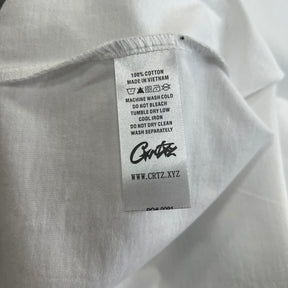 100% COTTON
MADE IN VIETNAM
MACHINE WASH COLD
DO NOT BLEACH
TUMBLE DRY LOW
COOL IRON
DO NOT DRY CLEAN
WASH SEPARATELY
Crtz
WWW.CRTZ.XYZ